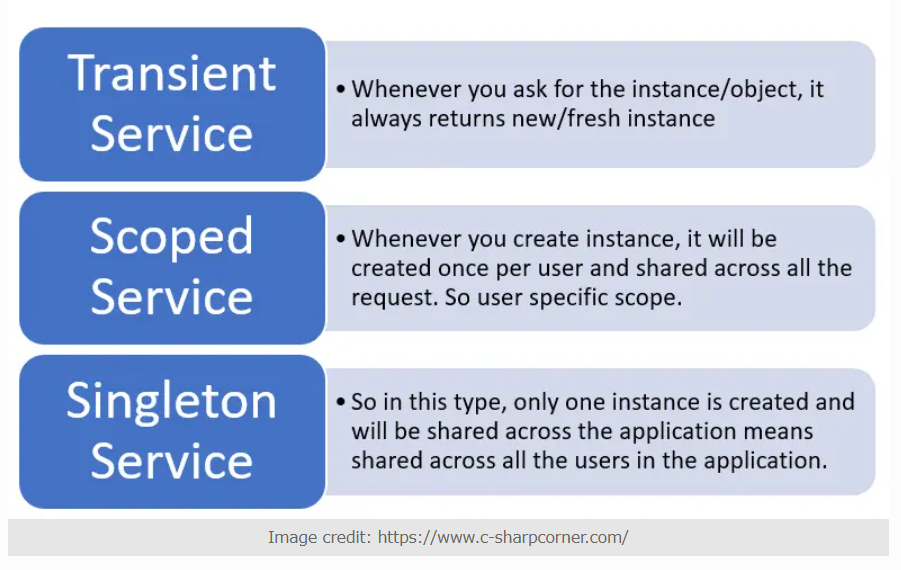 Transient
Service
• Whenever you ask for the instance/object, it
always returns new/fresh instance
Scoped
Service
• Whenever you create instance, it will be
created once per user and shared across all the
request. So user specific scope.
Singleton
Service
• So in this type, only one instance is created and
will be shared across the application means
shared across all the users in the application.
Image credit: https://www.c-sharpcorner.com/